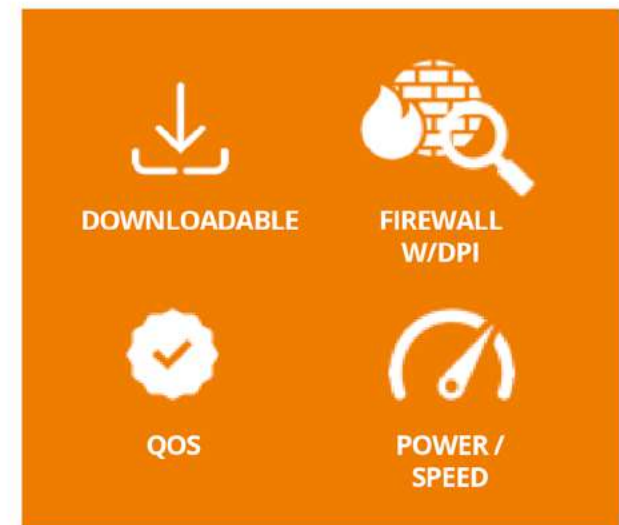 DOWNLOADABLE
FIREWALL
W/DPI
QOS
POWER /
SPEED